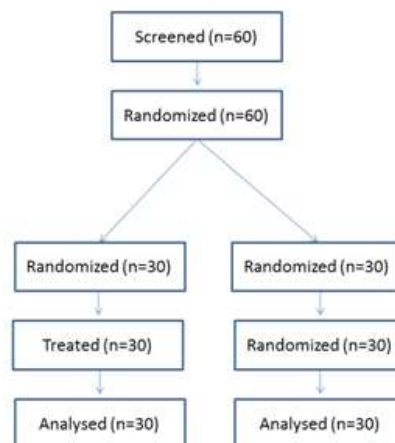 Screened (n=60)
Randomized (n=60)
Randomized (n=30)
Randomized (n=30)
Treated (n=30)
Randomized (n=30)
Analysed (n=30)
Analysed (n=30)